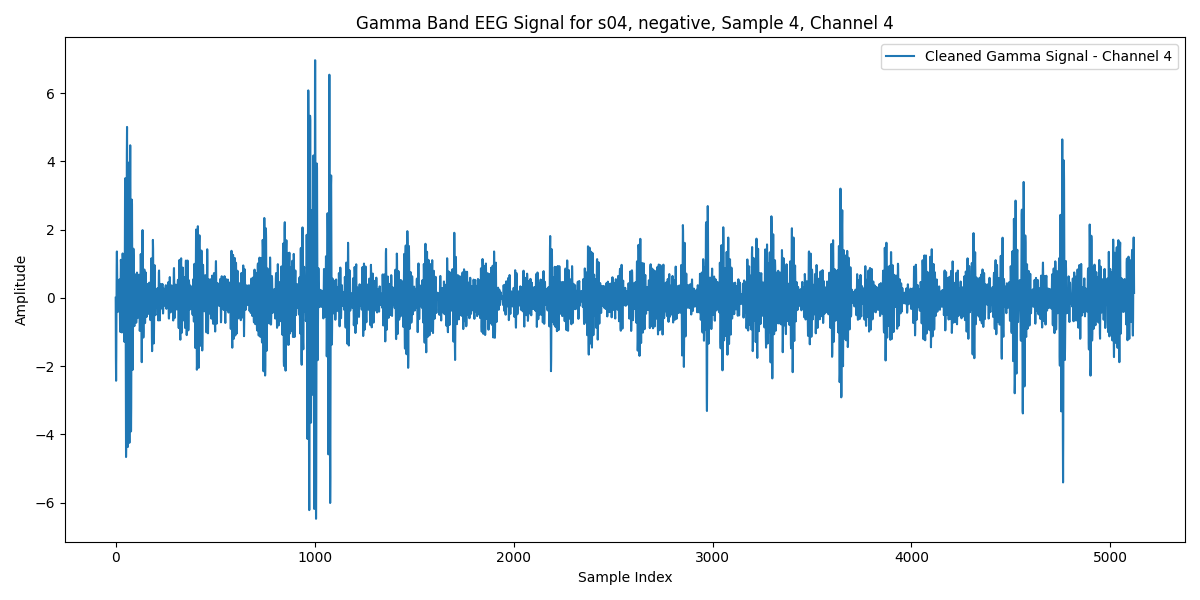 Gamma Band EEG Signal for s04, negative, Sample 4, Channel 4
Cleaned Gamma Signal - Channel 4
Amplitude
6
4
2
0
−2
−4
−6
0 1000 2000 3000 4000 5000
Sample Index